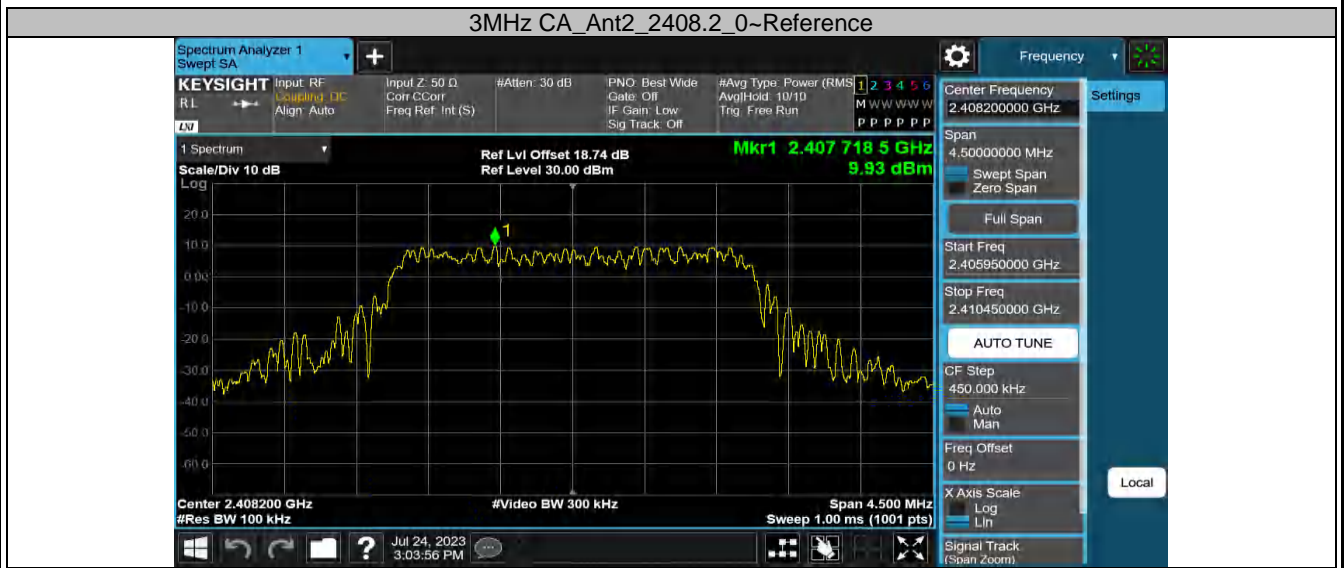 3MHz CA_Ant2_2408.2_0~Reference
Spectrum Analyzer 1
Swept SA
+
Frequency
KEYSIGHT
RL
LXI
Input: RF
Coupling: DC
Align: Auto
Input Z: 50 Ω
Corr CCorr
Freq Ref: Int (S)
#Atten: 30 dB
PNO: Best Wide
Gate: Off
IF Gain: Low
Sig Track: Off
#Avg Type: Power (RMS
Avg|Hold: 10/10
Trig: Free Run
1 2 3 4 5 6
M W W W W W
P P P P P P
1 Spectrum
Scale/Div 10 dB
Log
Ref Lvl Offset 18.74 dB
Ref Level 30.00 dBm
Mkr1 2.407 718 5 GHz
9.93 dBm
1
20.0
10.0
0.00
-10.0
-20.0
-30.0
-40.0
-50.0
-60.0
Center 2.408200 GHz
#Res BW 100 kHz
#Video BW 300 kHz
Span 4.500 MHz
Sweep 1.00 ms (1001 pts)
Jul 24, 2023
3:03:56 PM
?
Center Frequency
2.408200000 GHz
Settings
Span
4.50000000 MHz
Swept Span
Zero Span
Full Span
Start Freq
2.405950000 GHz
Stop Freq
2.410450000 GHz
AUTO TUNE
CF Step
450.000 kHz
Auto
Man
Freq Offset
0 Hz
X Axis Scale
Log
Lin
Local
Signal Track
(Span Zoom)